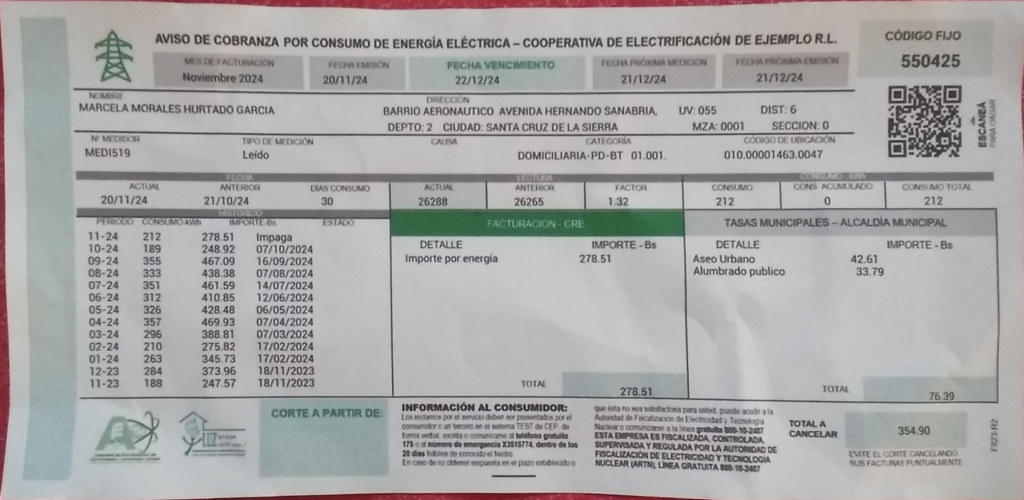 AVISO DE COBRANZA POR CONSUMO DE ENERGÍA ELÉCTRICA – COOPERATIVA DE ELECTRIFICACIÓN DE EJEMPLO R.L.
CÓDIGO FIJO
550425
MES DE FACTURACIÓN
Noviembre 2024
FECHA EMISIÓN
20/11/24
FECHA VENCIMIENTO
22/12/24
FECHA PRÓXIMA MEDICION
21/12/24
FECHA PRÓXIMA EMISIÓN
21/12/24
NOMBRE
MARCELA MORALES HURTADO GARCIA
DIRECCIÓN
BARRIO AERONAUTICO AVENIDA HERNANDO SANABRIA, UV: 055 DIST: 6
DEPTO: 2 CIUDAD: SANTA CRUZ DE LA SIERRA MZA: 0001 SECCION: 0
ESCANEÁ
PARA PAGAR
Nº MEDIDOR
MEDI519
TIPO DE MEDICIÓN
Leído
CAUSA
CATEGORÍA
DOMICILIARIA-PD-BT 01.001.
CÓDIGO DE UBICACIÓN
010.00001463.0047
FECHA LECTURA CONSUMO - kWh
ACTUAL ANTERIOR DÍAS CONSUMO ACTUAL ANTERIOR FACTOR CONSUMO CONS ACUMULADO CONSUMO TOTAL
20/11/24 21/10/24 30 26288 26265 1.32 212 0 212
HISTÓRICO
PERIODO CONSUMO-kWh IMPORTE-Bs ESTADO
11-24 212 278.51 Impaga
10-24 189 248.92 07/10/2024
09-24 355 467.09 16/09/2024
08-24 333 438.38 07/08/2024
07-24 351 461.59 14/07/2024
06-24 312 410.85 12/06/2024
05-24 326 428.48 06/05/2024
04-24 357 469.93 07/04/2024
03-24 296 388.81 07/03/2024
02-24 210 275.82 17/02/2024
01-24 263 345.73 17/02/2024
12-23 284 373.96 18/11/2023
11-23 188 247.57 18/11/2023
FACTURACIÓN - CRE
DETALLE IMPORTE - Bs
Importe por energía 278.51
TOTAL 278.51
TASAS MUNICIPALES – ALCALDÍA MUNICIPAL
DETALLE IMPORTE - Bs
Aseo Urbano 42.61
Alumbrado publico 33.79
TOTAL 76.39
LUZ
CORTE A PARTIR DE:
INFORMACIÓN AL CONSUMIDOR:
Los reclamos por el servicio deben ser presentados por el
consumidor o un tercero en el sistema TEST de CEP, de
forma verbal, escrita o comunicarse al teléfono gratuito
175 o al número de emergencia X3515774, dentro de los
20 días hábiles de conocido el hecho.
En caso de no obtener respuesta en el plazo establecido o
que ésta no sea satisfactoria para usted, puede acudir a la
Autoridad de Fiscalización de Electricidad y Tecnología
Nuclear o comunicarse a la línea gratuita 800-10-2407
ESTA EMPRESA ES FISCALIZADA, CONTROLADA,
SUPERVISADA Y REGULADA POR LA AUTORIDAD DE
FISCALIZACIÓN DE ELECTRICIDAD Y TECNOLOGÍA
NUCLEAR (ARTN), LÍNEA GRATUITA 800-10-2407
TOTAL A
CANCELAR
354.90
EVITE EL CORTE CANCELANDO
SUS FACTURAS PUNTUALMENTE
FI23-R2